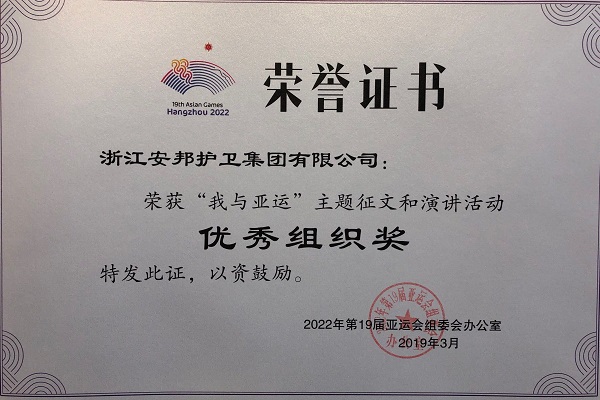 荣誉证书
19th Asian Games
Hangzhou 2022
浙江安邦护卫集团有限公司：
荣获“我与亚运”主题征文和演讲活动
优秀组织奖
特发此证，以资鼓励。
2022年第19届亚运会组委会办公室
2019年3月